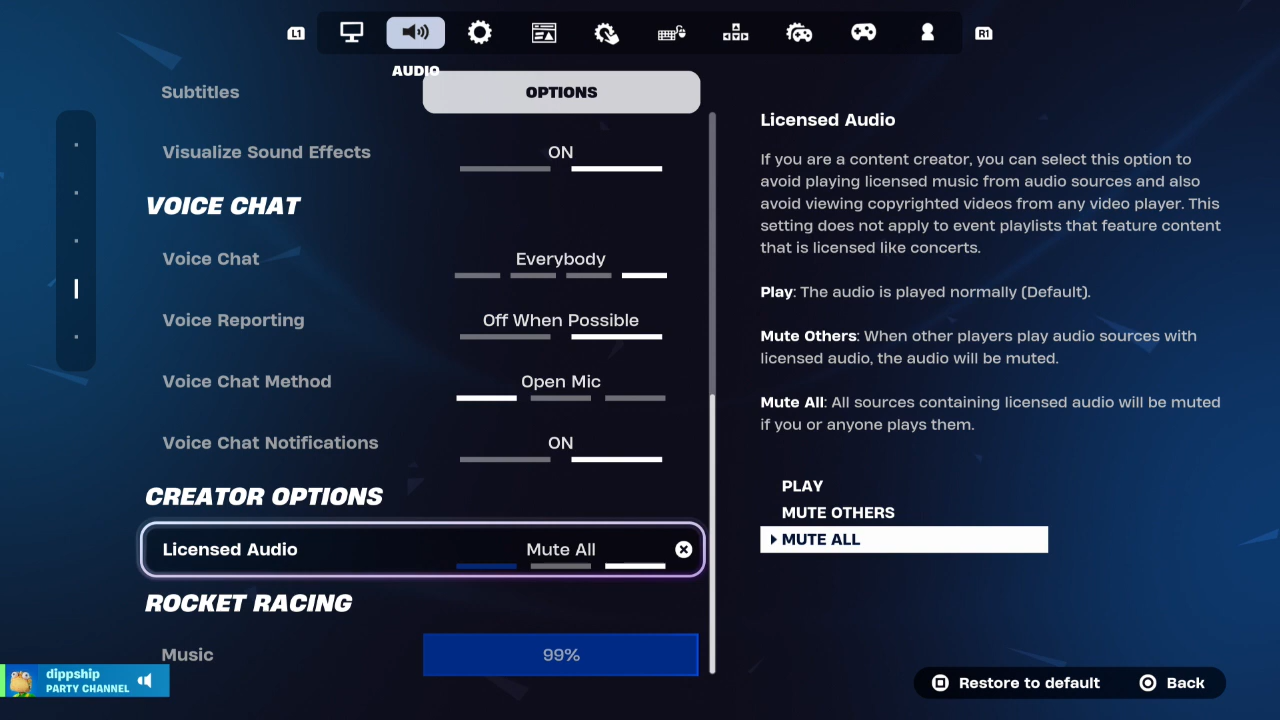 L1
R1
AUDIO
Subtitles
OPTIONS
Visualize Sound Effects
ON
VOICE CHAT
Voice Chat
Everybody
Voice Reporting
Off When Possible
Voice Chat Method
Open Mic
Voice Chat Notifications
ON
CREATOR OPTIONS
Licensed Audio
Mute All
ROCKET RACING
Music
99%
Licensed Audio
If you are a content creator, you can select this option to
avoid playing licensed music from audio sources and also
avoid viewing copyrighted videos from any video player. This
setting does not apply to event playlists that feature content
that is licensed like concerts.
Play: The audio is played normally (Default).
Mute Others: When other players play audio sources with
licensed audio, the audio will be muted.
Mute All: All sources containing licensed audio will be muted
if you or anyone plays them.
PLAY
MUTE OTHERS
MUTE ALL
dippship
PARTY CHANNEL
Restore to default
Back